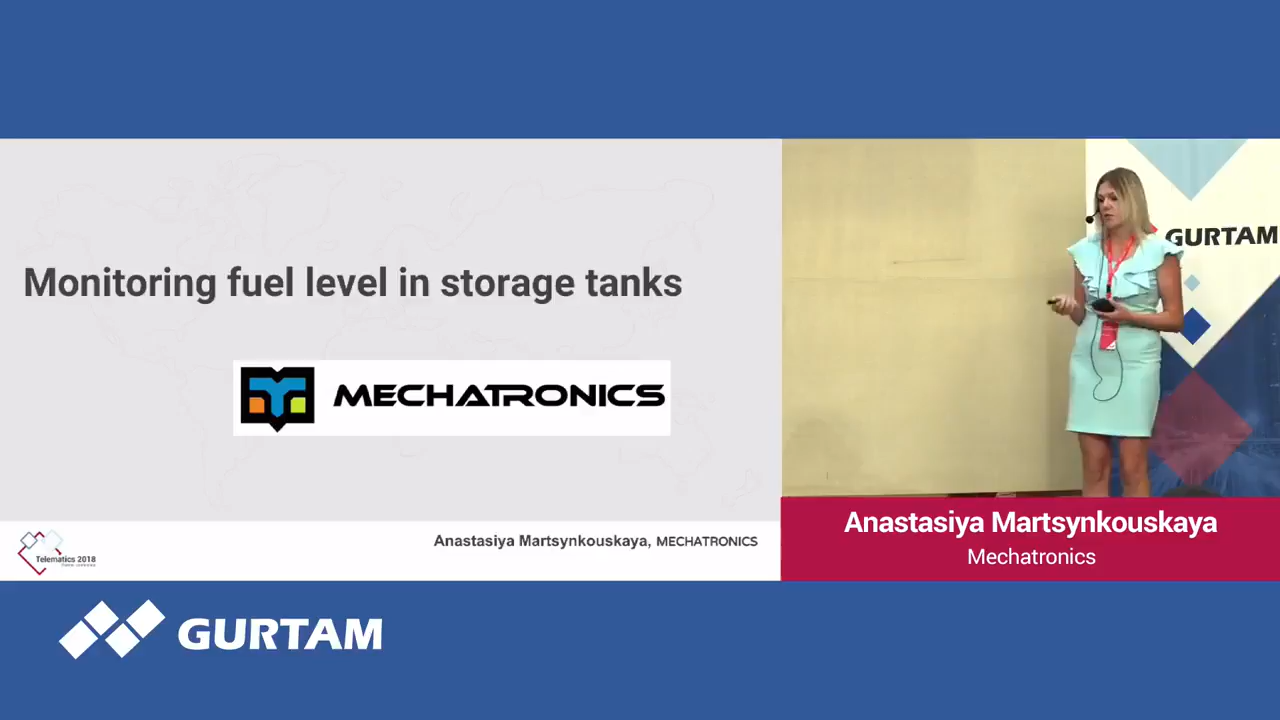 Monitoring fuel level in storage tanks
MECHATRONICS
Telematics 2018
Anastasiya Martsynkouskaya, MECHATRONICS
GURTAM
Anastasiya Martsynkouskaya
Mechatronics
GURTAM